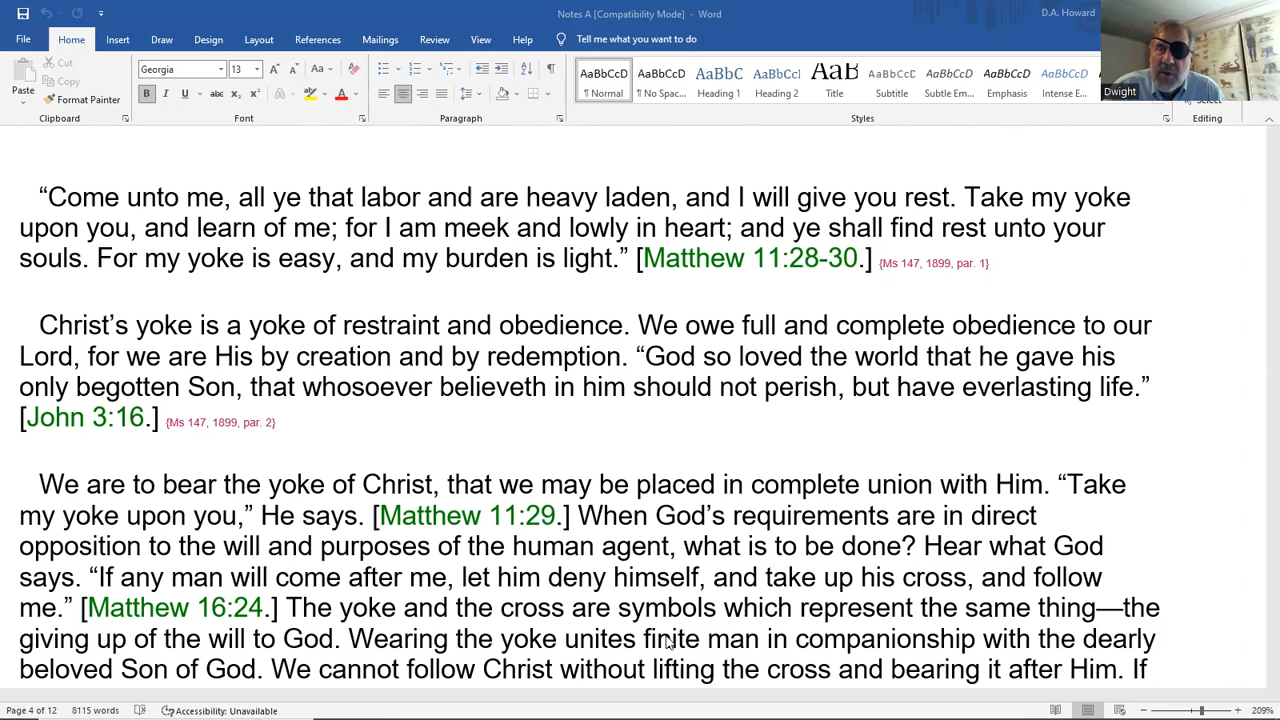 Notes A [Compatibility Mode] - Word
D.A. Howard
File Home Insert Draw Design Layout References Mailings Review View Help Tell me what you want to do
Paste
Cut
Copy
Format Painter
Clipboard
Georgia 13
Font
Paragraph
AaBbCcD AaBbCcD AaBbC AaBbCcI AaB AaBbCcD AaBbCcD AaBbCcD AaBbCcD
¶ Normal ¶ No Spac... Heading 1 Heading 2 Title Subtitle Subtle Em... Emphasis Intense E...
Styles
Editing
Dwight
“Come unto me, all ye that labor and are heavy laden, and I will give you rest. Take my yoke
upon you, and learn of me; for I am meek and lowly in heart; and ye shall find rest unto your
souls. For my yoke is easy, and my burden is light.” [Matthew 11:28-30.] {Ms 147, 1899, par. 1}
Christ’s yoke is a yoke of restraint and obedience. We owe full and complete obedience to our
Lord, for we are His by creation and by redemption. “God so loved the world that he gave his
only begotten Son, that whosoever believeth in him should not perish, but have everlasting life.”
[John 3:16.] {Ms 147, 1899, par. 2}
We are to bear the yoke of Christ, that we may be placed in complete union with Him. “Take
my yoke upon you,” He says. [Matthew 11:29.] When God’s requirements are in direct
opposition to the will and purposes of the human agent, what is to be done? Hear what God
says. “If any man will come after me, let him deny himself, and take up his cross, and follow
me.” [Matthew 16:24.] The yoke and the cross are symbols which represent the same thing—the
giving up of the will to God. Wearing the yoke unites finite man in companionship with the dearly
beloved Son of God. We cannot follow Christ without lifting the cross and bearing it after Him. If
Page 4 of 12 8115 words Accessibility: Unavailable 209%